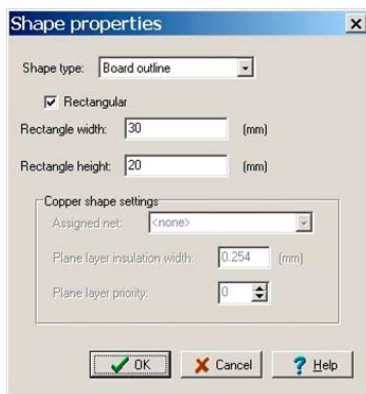 Shape properties
Shape type: Board outline
Rectangular
Rectangle width: 30 (mm)
Rectangle height: 20 (mm)
Copper shape settings
Assigned net: <none>
Plane layer insulation width: 0.254 (mm)
Plane layer priority: 0
OK Cancel ? Help